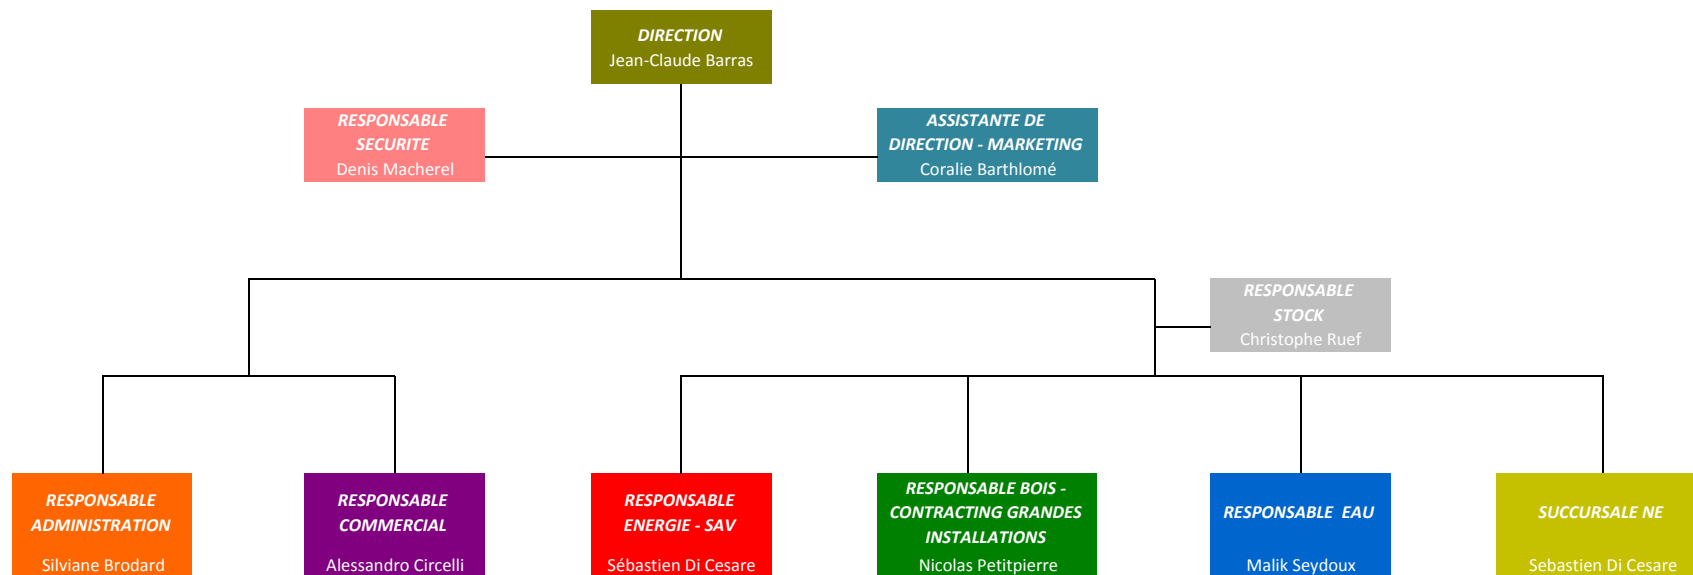 DIRECTION
Jean-Claude Barras
RESPONSABLE
SECURITE
Denis Macherel
ASSISTANTE DE
DIRECTION - MARKETING
Coralie Barthlomé
RESPONSABLE
STOCK
Christophe Ruef
RESPONSABLE
ADMINISTRATION
Silviane Brodard
RESPONSABLE
COMMERCIAL
Alessandro Circelli
RESPONSABLE
ENERGIE - SAV
Sébastien Di Cesare
RESPONSABLE BOIS -
CONTRACTING GRANDES
INSTALLATIONS
Nicolas Petitpierre
RESPONSABLE EAU
Malik Seydoux
SUCCURSALE NE
Sebastien Di Cesare